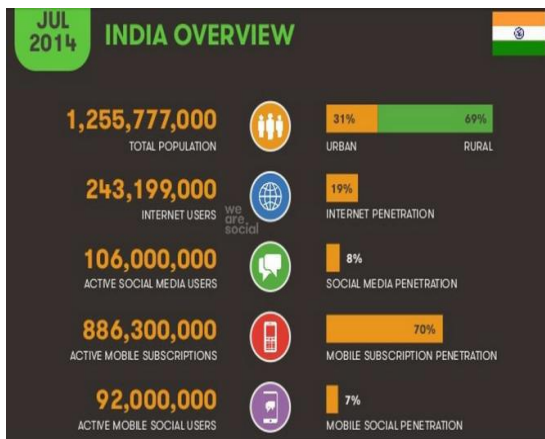 JUL
2014
INDIA OVERVIEW
1,255,777,000
TOTAL POPULATION
31%
69%
URBAN
RURAL
243,199,000
INTERNET USERS
we
are
social
19%
INTERNET PENETRATION
106,000,000
ACTIVE SOCIAL MEDIA USERS
8%
SOCIAL MEDIA PENETRATION
886,300,000
ACTIVE MOBILE SUBSCRIPTIONS
70%
MOBILE SUBSCRIPTION PENETRATION
92,000,000
ACTIVE MOBILE SOCIAL USERS
7%
MOBILE SOCIAL PENETRATION